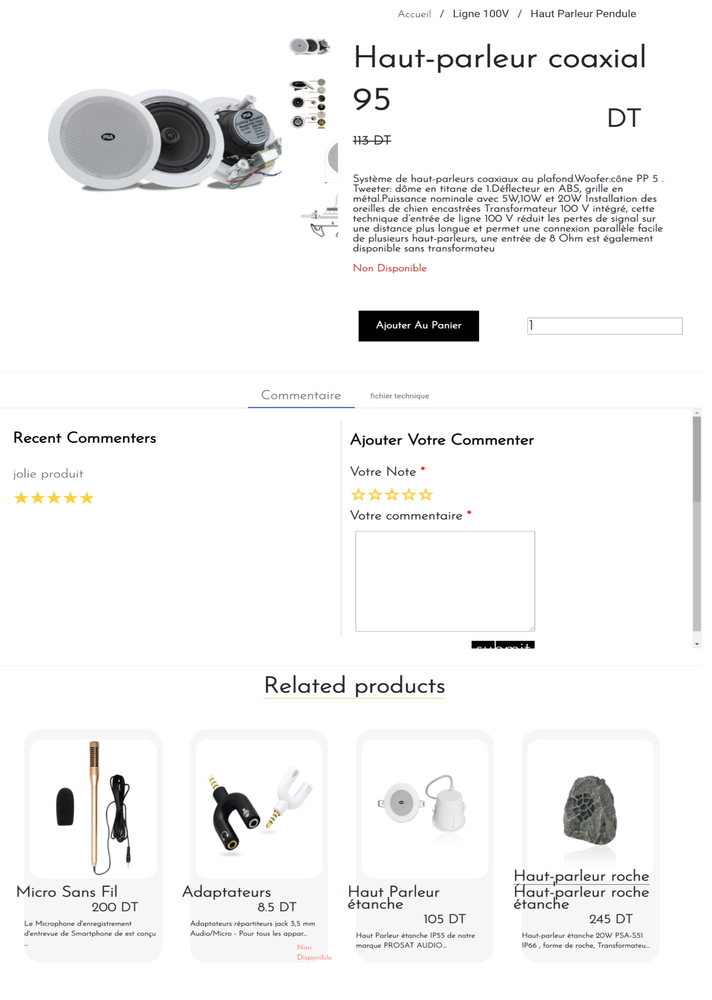 Accueil / Ligne 100V / Haut Parleur Pendule
Haut-parleur coaxial
95
DT
113 DT
Système de haut-parleurs coaxiaux au plafond.Woofer:cône PP 5 .
Tweeter: dôme en titane de 1.Déflecteur en ABS, grille en
métal.Puissance nominale avec 5W,10W et 20W Installation des
oreilles de chien encastrées Transformateur 100 V intégré, cette
technique d'entrée de ligne 100 V réduit les pertes de signal sur
une distance plus longue et permet une connexion parallèle facile
de plusieurs haut-parleurs, une entrée de 8 Ohm est également
disponible sans transformateu
Non Disponible
Ajouter Au Panier
1
Commentaire
fichier technique
Recent Commenters
jolie produit
Ajouter Votre Commenter
Votre Note *
Votre commentaire *
submit
Related products
Micro Sans Fil
200 DT
Le Microphone d'enregistrement
d'entrevue de Smartphone de est conçu
...
Adaptateurs
8.5 DT
Adaptateurs répartiteurs jack 3,5 mm
Audio/Micro - Pour tous les appar...
Non
Disponible
Haut Parleur
étanche
105 DT
Haut Parleur étanche IP55 de notre
marque PROSAT AUDIO...
Haut-parleur roche
Haut-parleur roche
étanche
245 DT
Haut-parleur étanche 20W PSA-S51
IP66 , forme de roche, Transformateu...
PSA